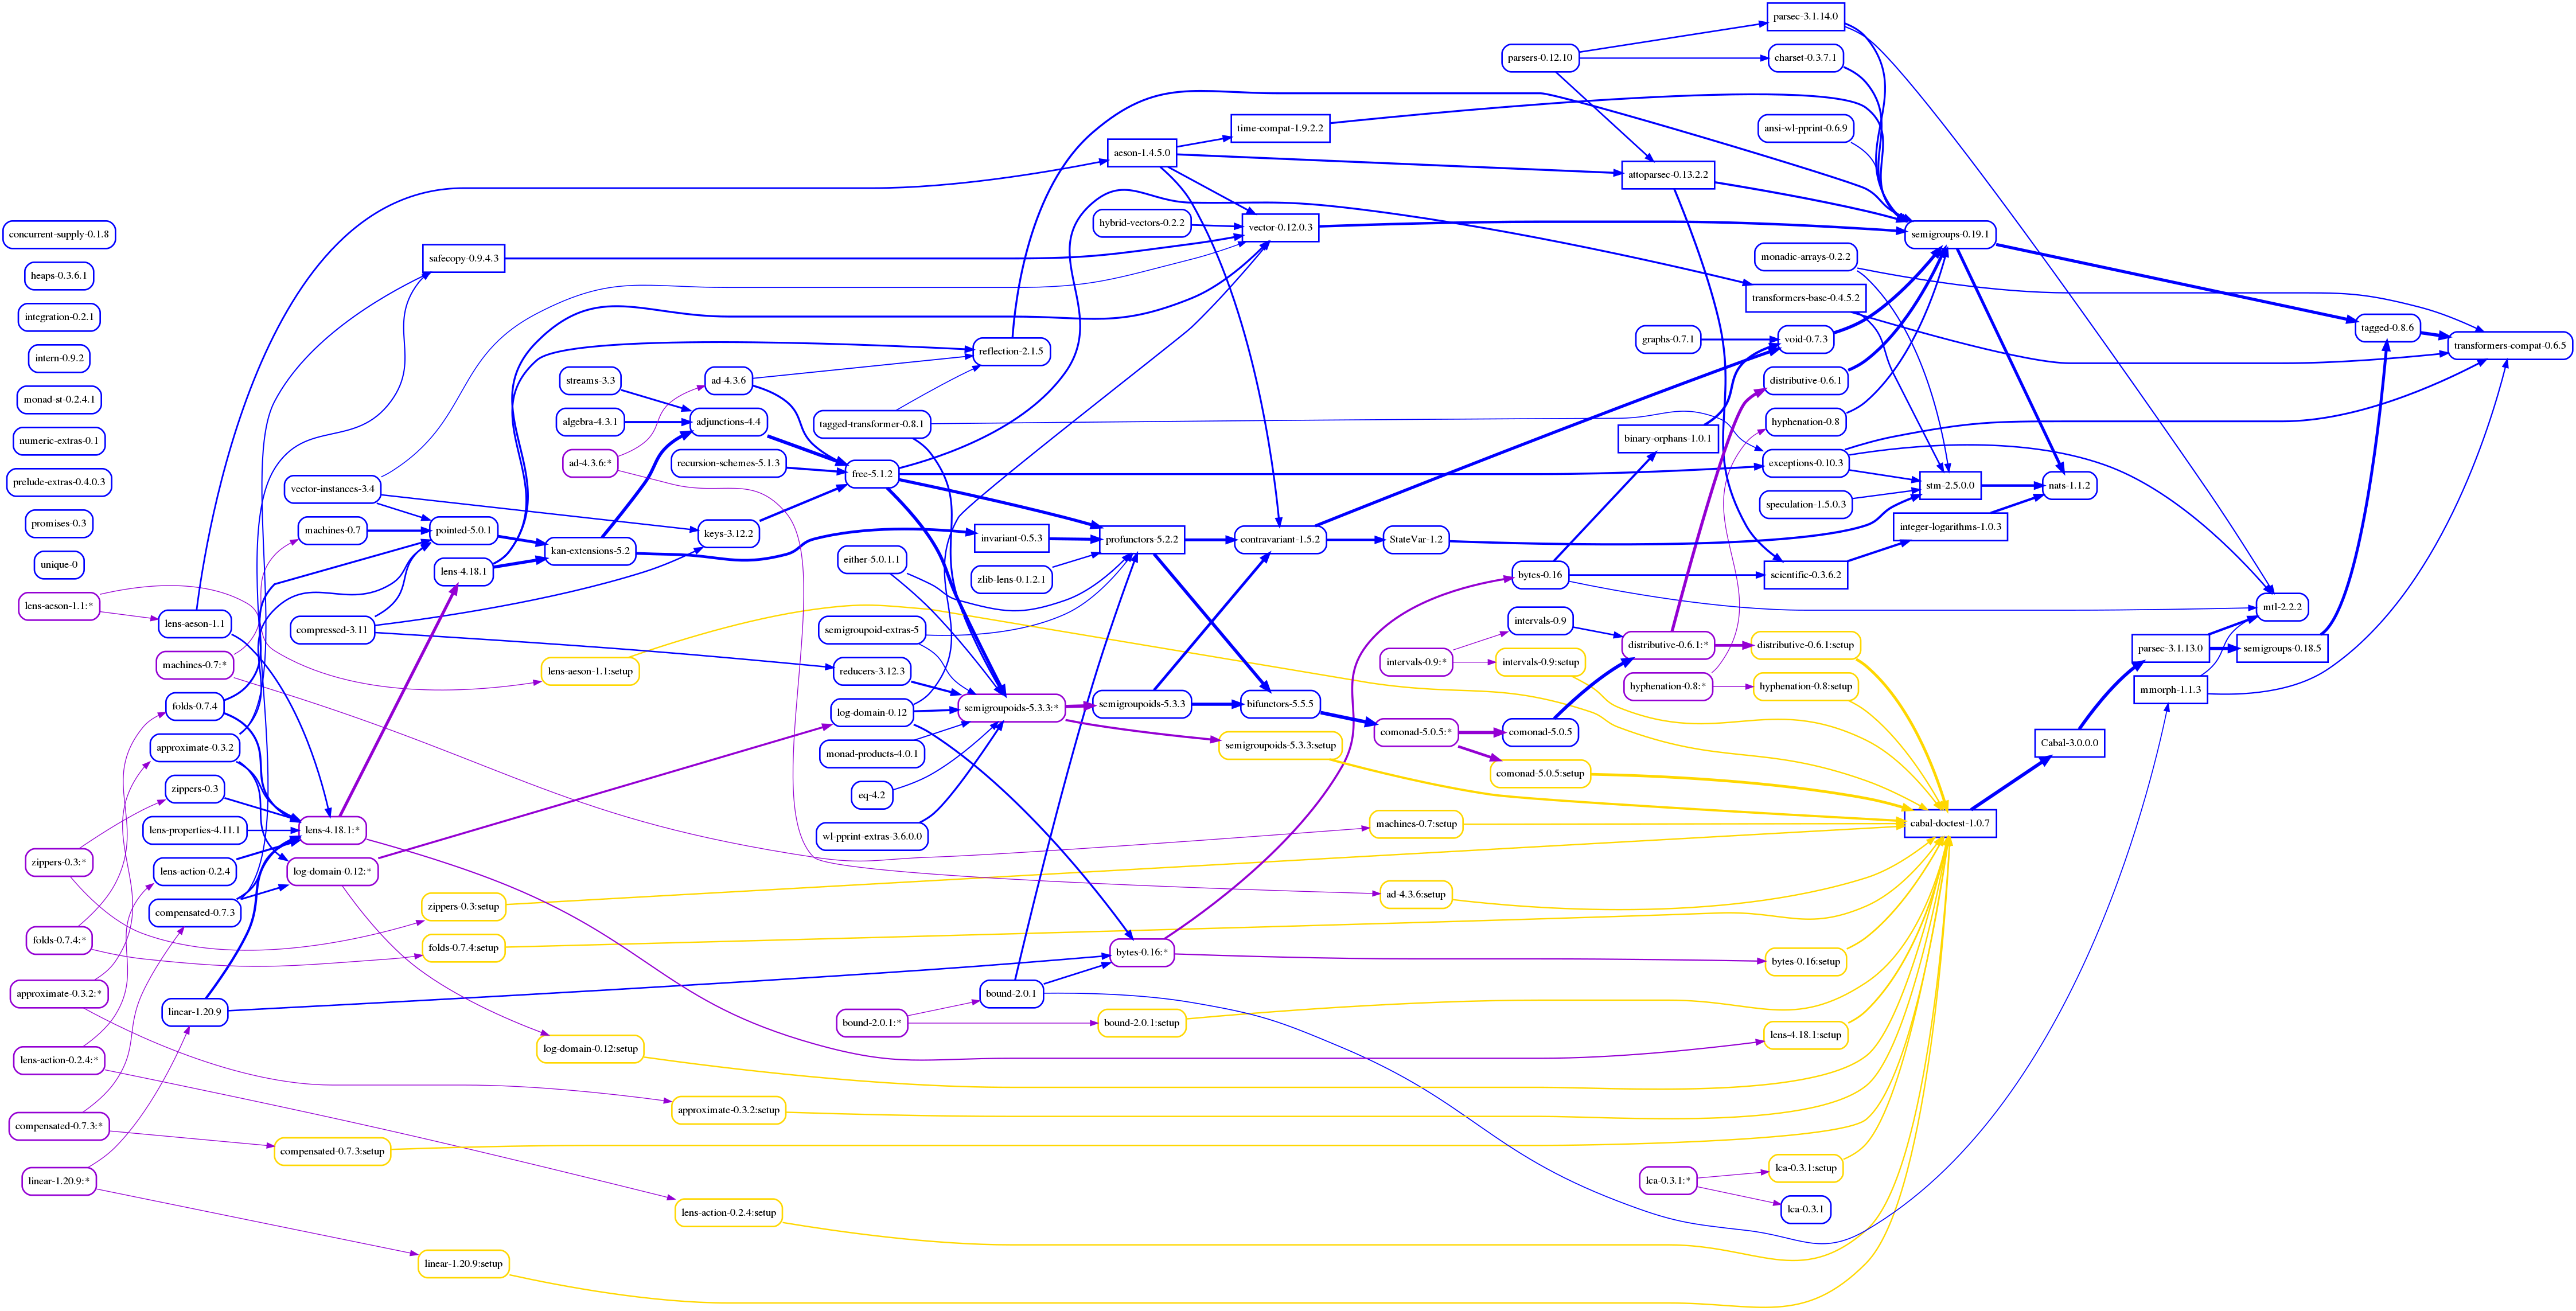 parsec-3.1.14.0
parsers-0.12.10
charset-0.3.7.1
time-compat-1.9.2.2
ansi-wl-pprint-0.6.9
aeson-1.4.5.0
attoparsec-0.13.2.2
hybrid-vectors-0.2.2
vector-0.12.0.3
concurrent-supply-0.1.8
semigroups-0.19.1
safecopy-0.9.4.3
monadic-arrays-0.2.2
heaps-0.3.6.1
transformers-base-0.4.5.2
integration-0.2.1
tagged-0.8.6
graphs-0.7.1
void-0.7.3
transformers-compat-0.6.5
reflection-2.1.5
intern-0.9.2
streams-3.3
ad-4.3.6
distributive-0.6.1
monad-st-0.2.4.1
algebra-4.3.1
adjunctions-4.4
tagged-transformer-0.8.1
hyphenation-0.8
numeric-extras-0.1
binary-orphans-1.0.1
ad-4.3.6:*
recursion-schemes-5.1.3
free-5.1.2
exceptions-0.10.3
prelude-extras-0.4.0.3
vector-instances-3.4
stm-2.5.0.0
nats-1.1.2
speculation-1.5.0.3
promises-0.3
machines-0.7
pointed-5.0.1
keys-3.12.2
integer-logarithms-1.0.3
invariant-0.5.3
profunctors-5.2.2
contravariant-1.5.2
StateVar-1.2
kan-extensions-5.2
unique-0
lens-4.18.1
either-5.0.1.1
zlib-lens-0.1.2.1
bytes-0.16
scientific-0.3.6.2
lens-aeson-1.1:*
lens-aeson-1.1
compressed-3.11
semigroupoid-extras-5
intervals-0.9
mtl-2.2.2
distributive-0.6.1:*
distributive-0.6.1:setup
parsec-3.1.13.0
semigroups-0.18.5
machines-0.7:*
lens-aeson-1.1:setup
reducers-3.12.3
intervals-0.9:*
intervals-0.9:setup
hyphenation-0.8:*
hyphenation-0.8:setup
mmorph-1.1.3
folds-0.7.4
log-domain-0.12
semigroupoids-5.3.3:*
semigroupoids-5.3.3
bifunctors-5.5.5
comonad-5.0.5:*
comonad-5.0.5
approximate-0.3.2
monad-products-4.0.1
semigroupoids-5.3.3:setup
Cabal-3.0.0.0
zippers-0.3
eq-4.2
comonad-5.0.5:setup
lens-properties-4.11.1
lens-4.18.1:*
wl-pprint-extras-3.6.0.0
machines-0.7:setup
cabal-doctest-1.0.7
zippers-0.3:*
lens-action-0.2.4
log-domain-0.12:*
compensated-0.7.3
zippers-0.3:setup
ad-4.3.6:setup
folds-0.7.4:*
folds-0.7.4:setup
bytes-0.16:*
bytes-0.16:setup
approximate-0.3.2:*
linear-1.20.9
bound-2.0.1
bound-2.0.1:*
bound-2.0.1:setup
lens-4.18.1:setup
lens-action-0.2.4:*
log-domain-0.12:setup
approximate-0.3.2:setup
compensated-0.7.3:*
compensated-0.7.3:setup
linear-1.20.9:*
lca-0.3.1:*
lca-0.3.1:setup
lens-action-0.2.4:setup
lca-0.3.1
linear-1.20.9:setup